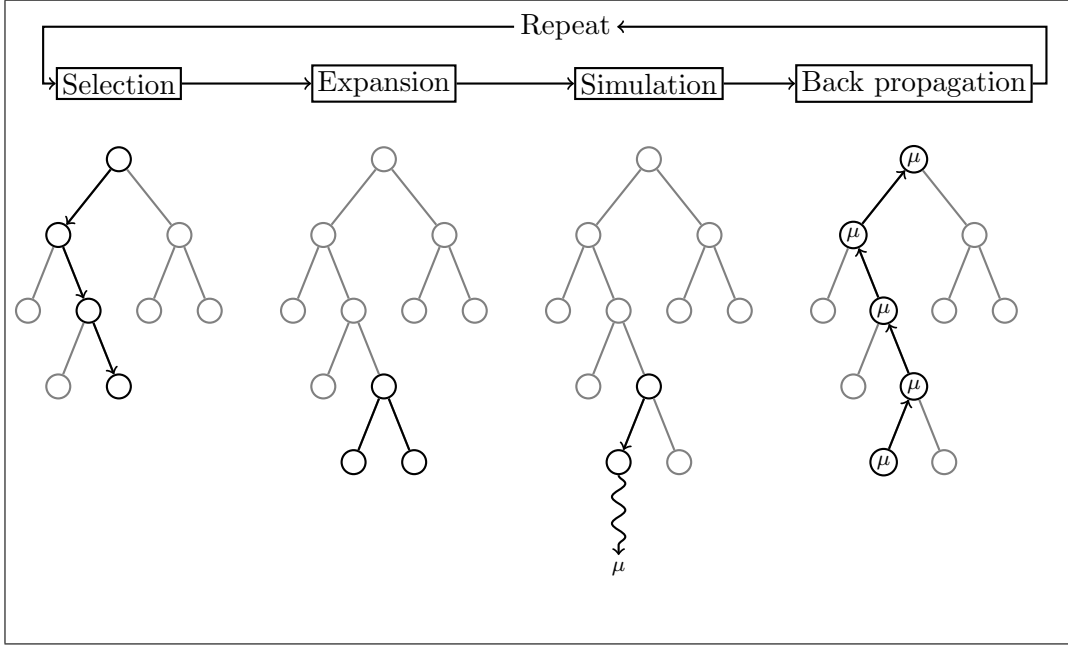 Repeat
Selection Expansion Simulation Back propagation
μ
μ
μ
μ
μ
μ